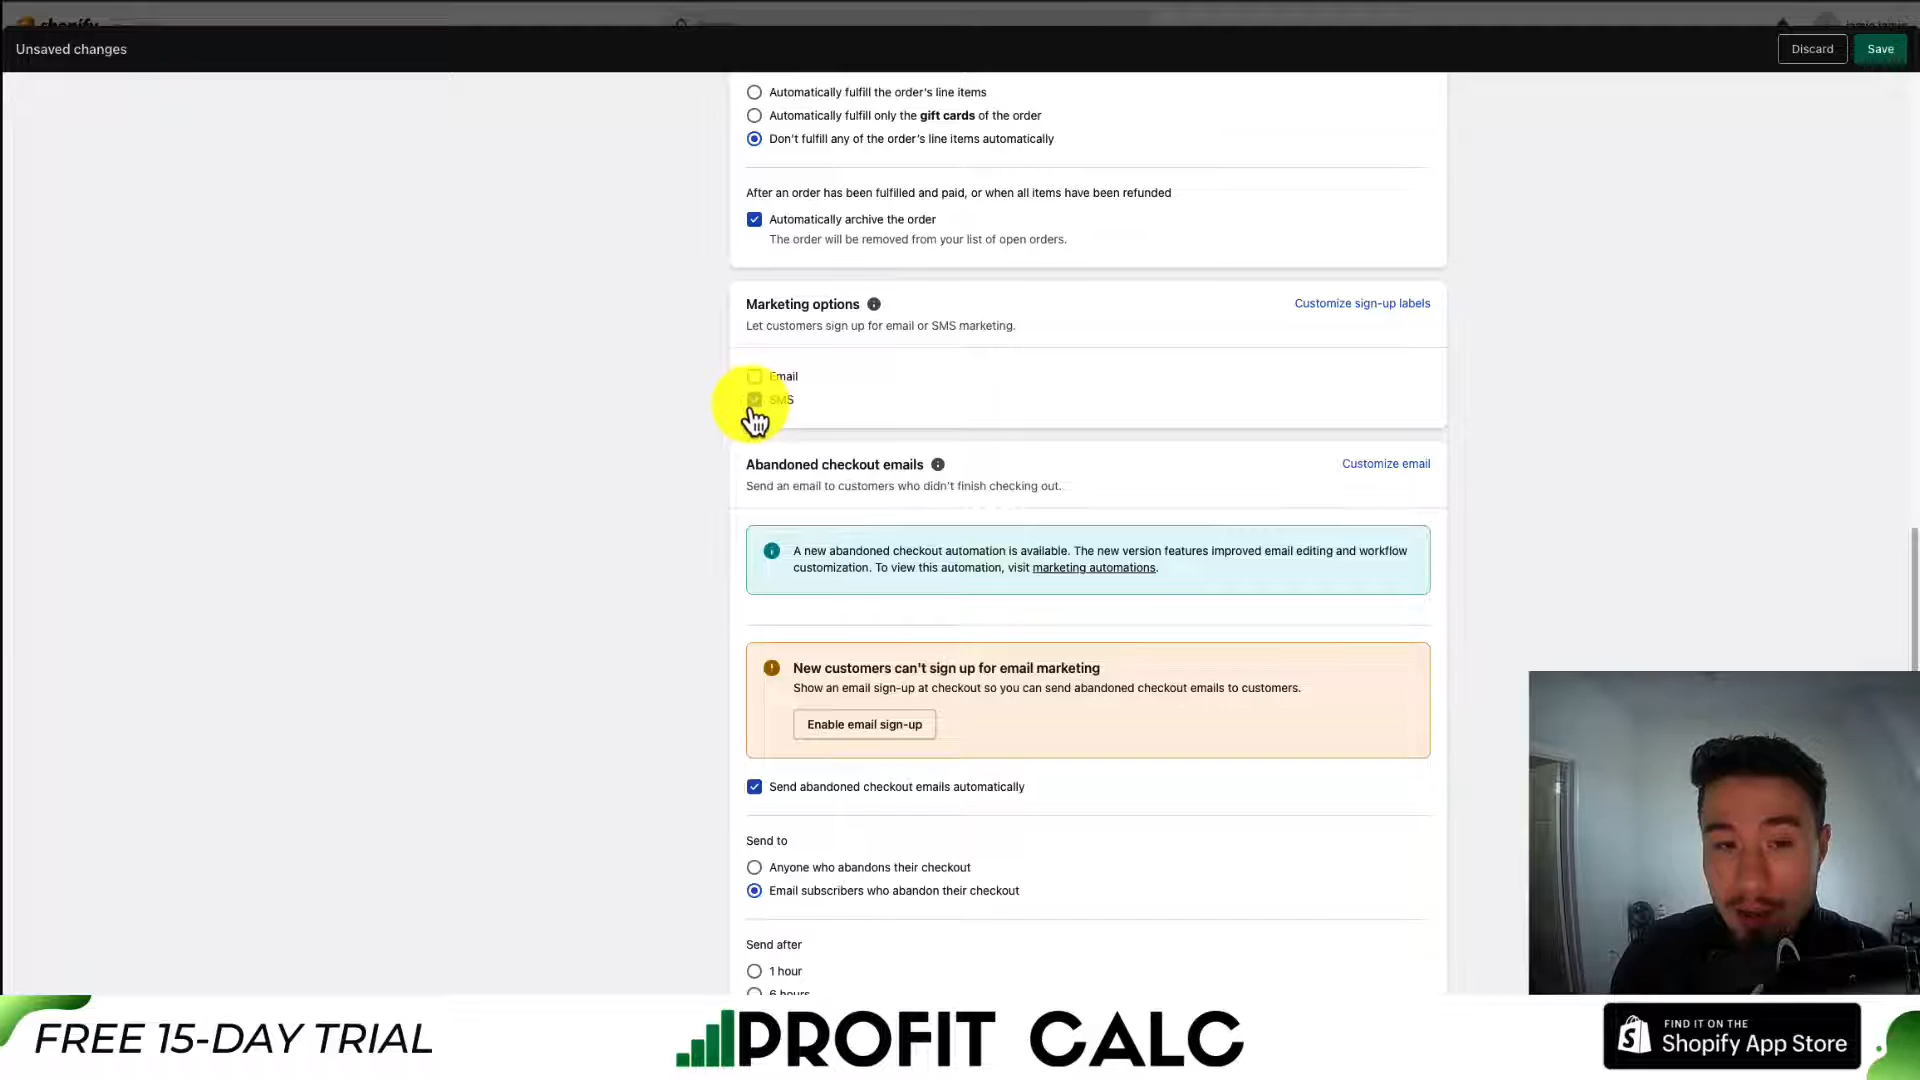 shopify
Unsaved changes
Discard
Save
Automatically fulfill the order's line items
Automatically fulfill only the gift cards of the order
Don't fulfill any of the order's line items automatically
After an order has been fulfilled and paid, or when all items have been refunded
Automatically archive the order
The order will be removed from your list of open orders.
Marketing options
Customize sign-up labels
Let customers sign up for email or SMS marketing.
Email
SMS
Abandoned checkout emails
Customize email
Send an email to customers who didn't finish checking out.
A new abandoned checkout automation is available. The new version features improved email editing and workflow
customization. To view this automation, visit marketing automations.
New customers can't sign up for email marketing
Show an email sign-up at checkout so you can send abandoned checkout emails to customers.
Enable email sign-up
Send abandoned checkout emails automatically
Send to
Anyone who abandons their checkout
Email subscribers who abandon their checkout
Send after
1 hour
6 hours
FREE 15-DAY TRIAL
PROFIT CALC
FIND IT ON THE
Shopify App Store